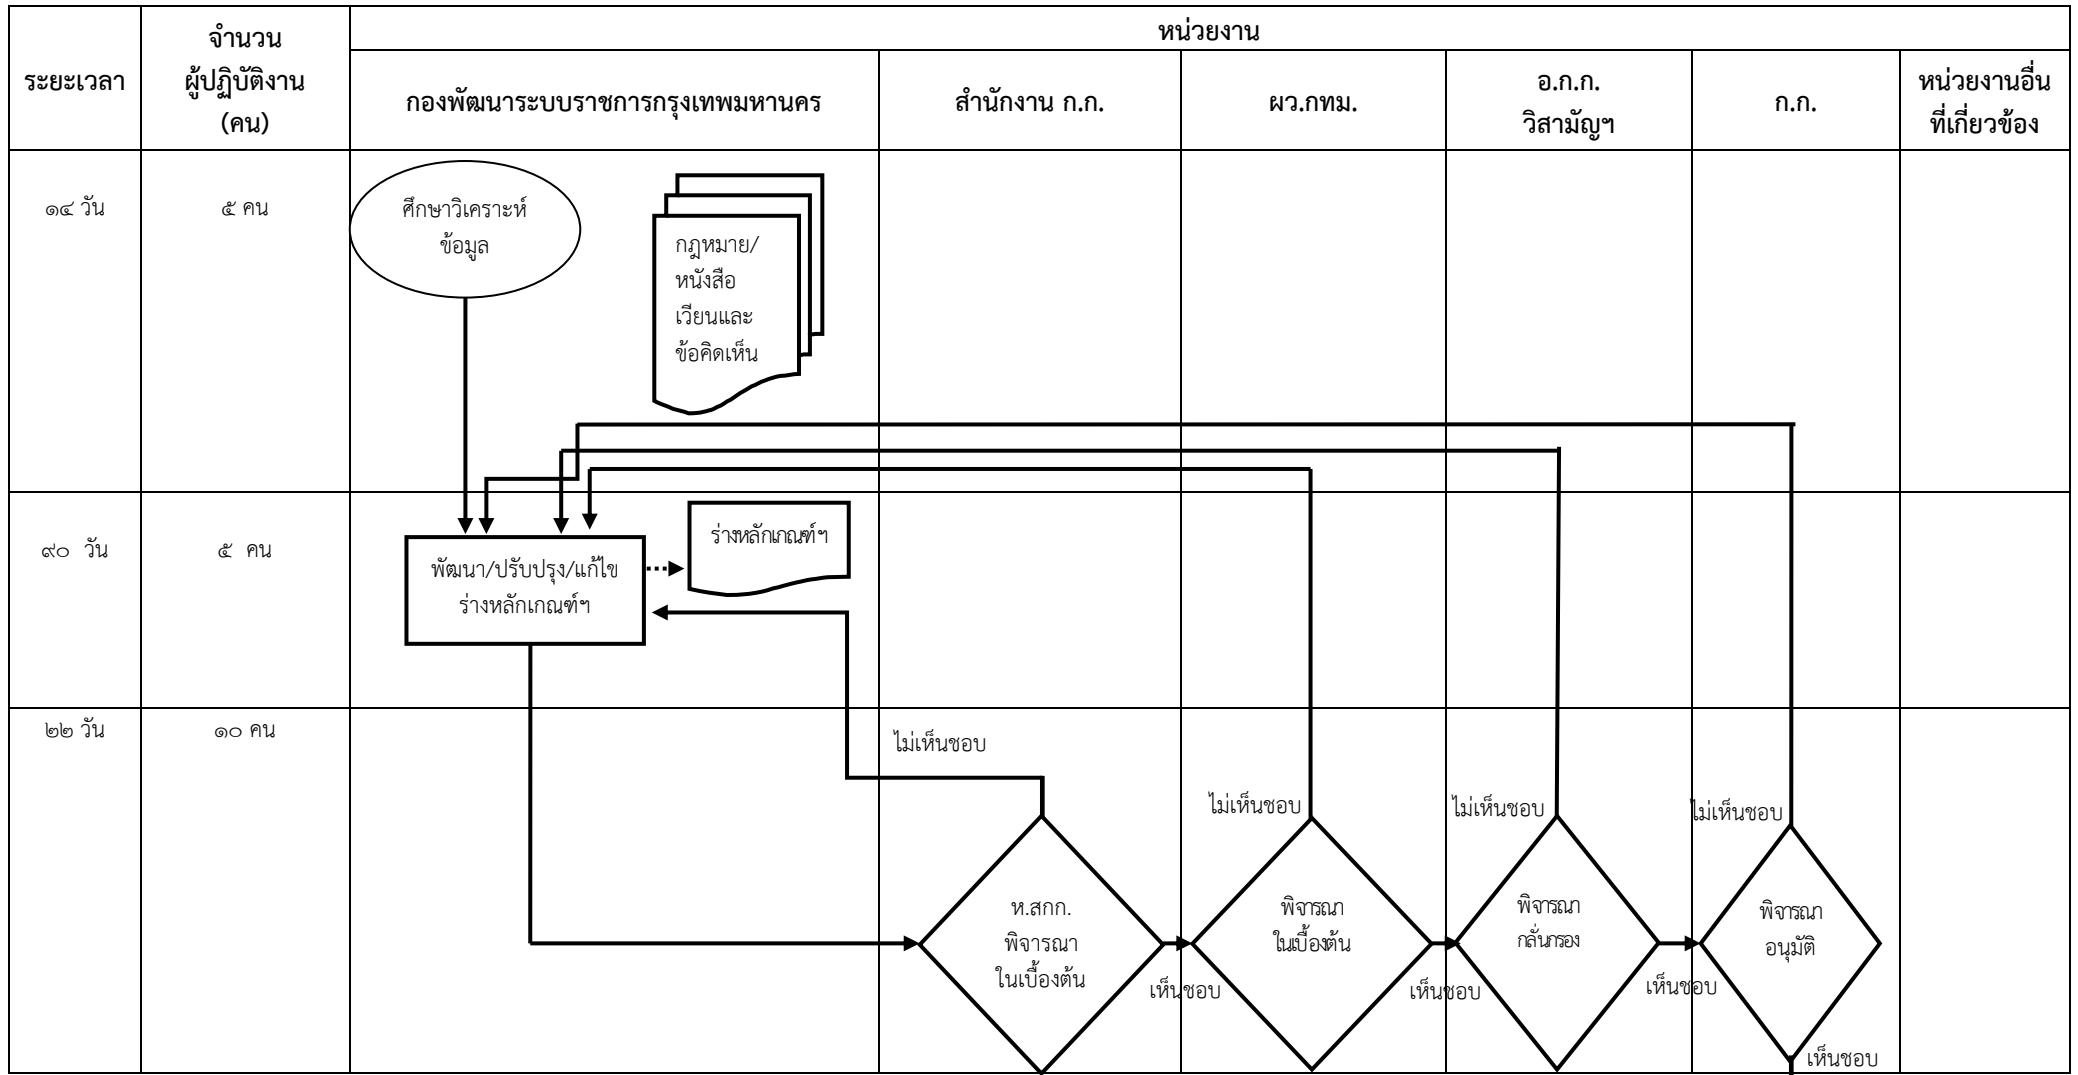 ระยะเวลา
จำนวน
ผู้ปฏิบัติงาน
(คน)
หน่วยงาน
กองพัฒนาระบบราชการกรุงเทพมหานคร
สำนักงาน ก.ก.
ผว.กทม.
อ.ก.ก.
วิสามัญฯ
ก.ก.
หน่วยงานอื่น
ที่เกี่ยวข้อง
๑๔ วัน
๕ คน
ศึกษาวิเคราะห์
ข้อมูล
กฎหมาย/
หนังสือ
เวียนและ
ข้อคิดเห็น
๙๐ วัน
๕ คน
พัฒนา/ปรับปรุง/แก้ไข
ร่างหลักเกณฑ์ฯ
ร่างหลักเกณฑ์ฯ
๒๒ วัน
๑๐ คน
ไม่เห็นชอบ
ไม่เห็นชอบ
ไม่เห็นชอบ
ไม่เห็นชอบ
ห.สกก.
พิจารณา
ในเบื้องต้น
พิจารณา
ในเบื้องต้น
พิจารณา
กลั่นกรอง
พิจารณา
อนุมัติ
เห็นชอบ
เห็นชอบ
เห็นชอบ
เห็นชอบ